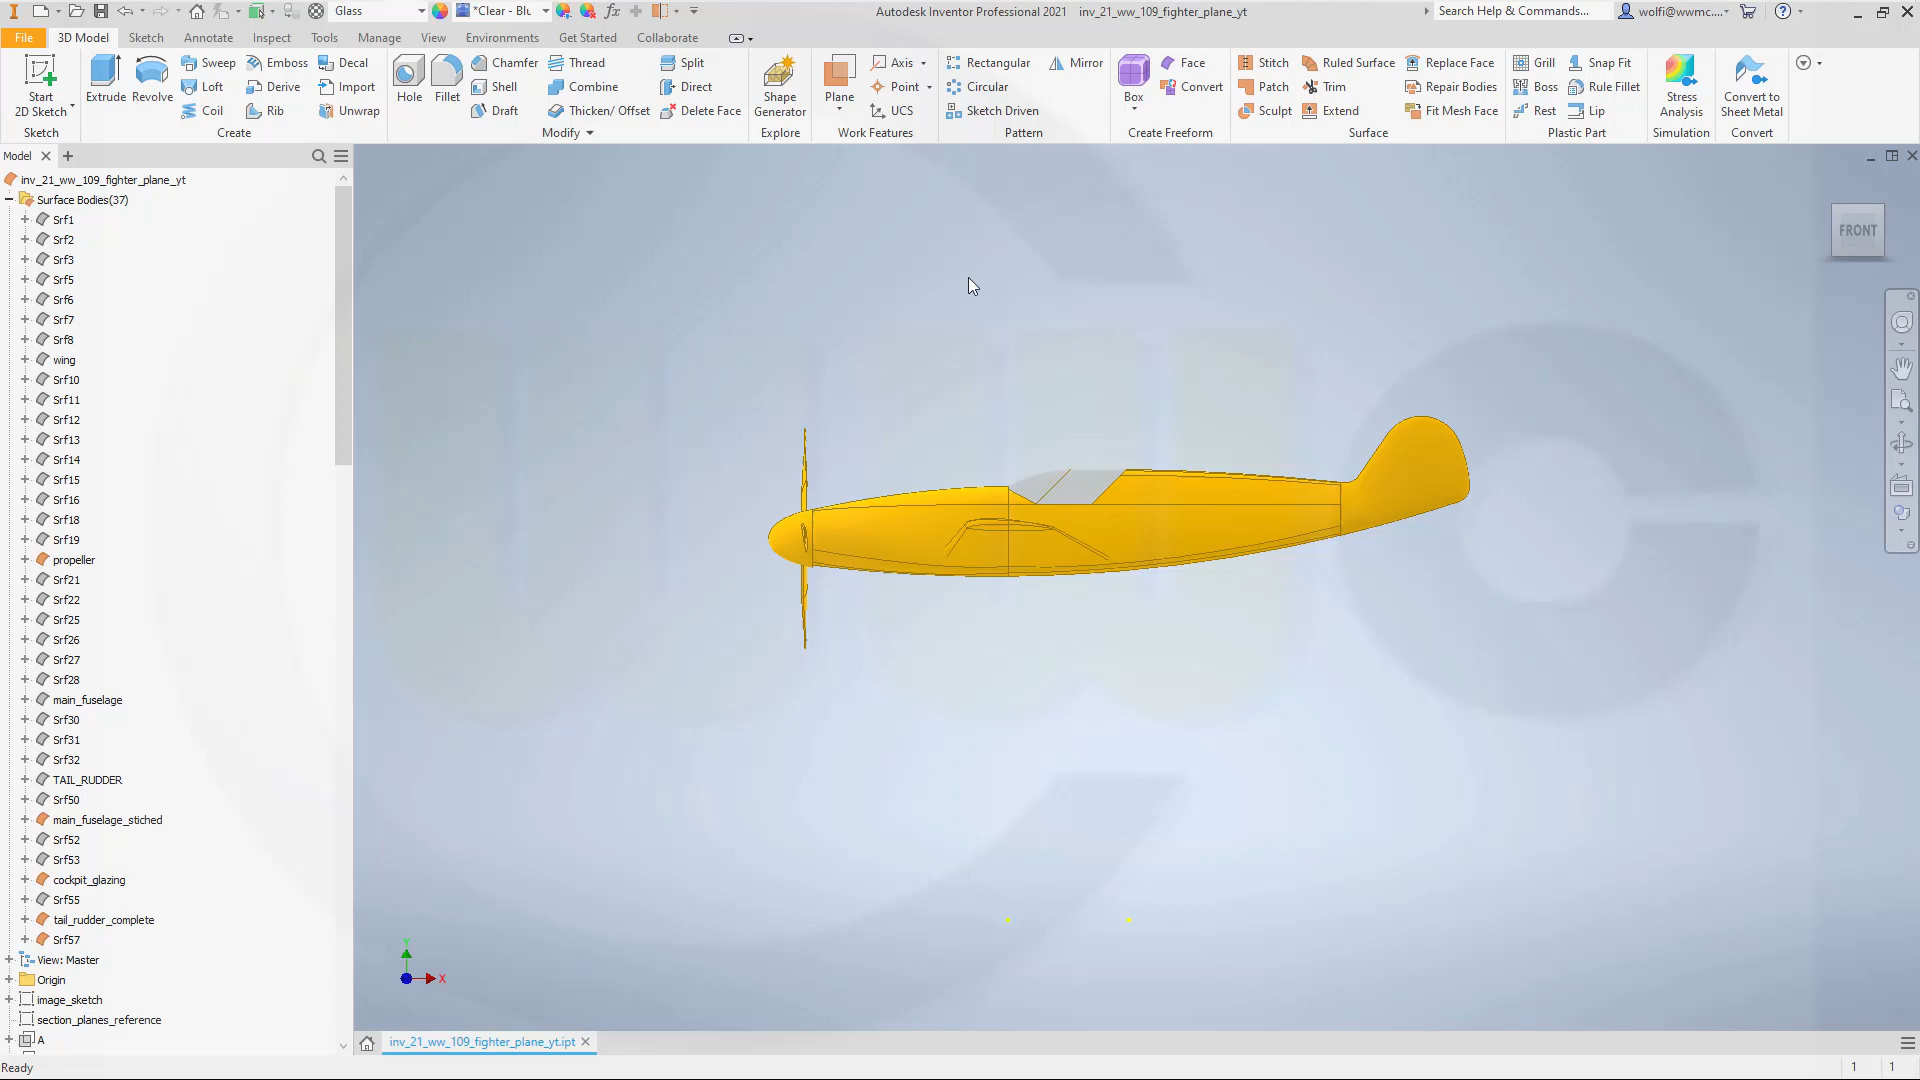 Glass
*Clear - Blu
Autodesk Inventor Professional 2021 inv_21_ww_109_fighter_plane_yt
Search Help & Commands...
wolfi@wwmc....
File 3D Model Sketch Annotate Inspect Tools Manage View Environments Get Started Collaborate
Start
2D Sketch
Sketch
Extrude
Revolve
Sweep
Loft
Coil
Emboss
Derive
Rib
Decal
Import
Unwrap
Create
Hole
Fillet
Chamfer
Shell
Draft
Thread
Combine
Thicken/ Offset
Split
Direct
Delete Face
Modify
Shape
Generator
Explore
Plane
Axis
Point
UCS
Work Features
Rectangular
Circular
Sketch Driven
Mirror
Pattern
Box
Face
Convert
Create Freeform
Stitch
Patch
Sculpt
Ruled Surface
Trim
Extend
Replace Face
Repair Bodies
Fit Mesh Face
Surface
Grill
Boss
Rest
Snap Fit
Rule Fillet
Lip
Plastic Part
Stress
Analysis
Simulation
Convert to
Sheet Metal
Convert
Model
inv_21_ww_109_fighter_plane_yt
Surface Bodies(37)
Srf1
Srf2
Srf3
Srf5
Srf6
Srf7
Srf8
wing
Srf10
Srf11
Srf12
Srf13
Srf14
Srf15
Srf16
Srf18
Srf19
propeller
Srf21
Srf22
Srf25
Srf26
Srf27
Srf28
main_fuselage
Srf30
Srf31
Srf32
TAIL_RUDDER
Srf50
main_fuselage_stiched
Srf52
Srf53
cockpit_glazing
Srf55
tail_rudder_complete
Srf57
View: Master
Origin
image_sketch
section_planes_reference
A
FRONT
Y
X
inv_21_ww_109_fighter_plane_yt.ipt
Ready
1 1